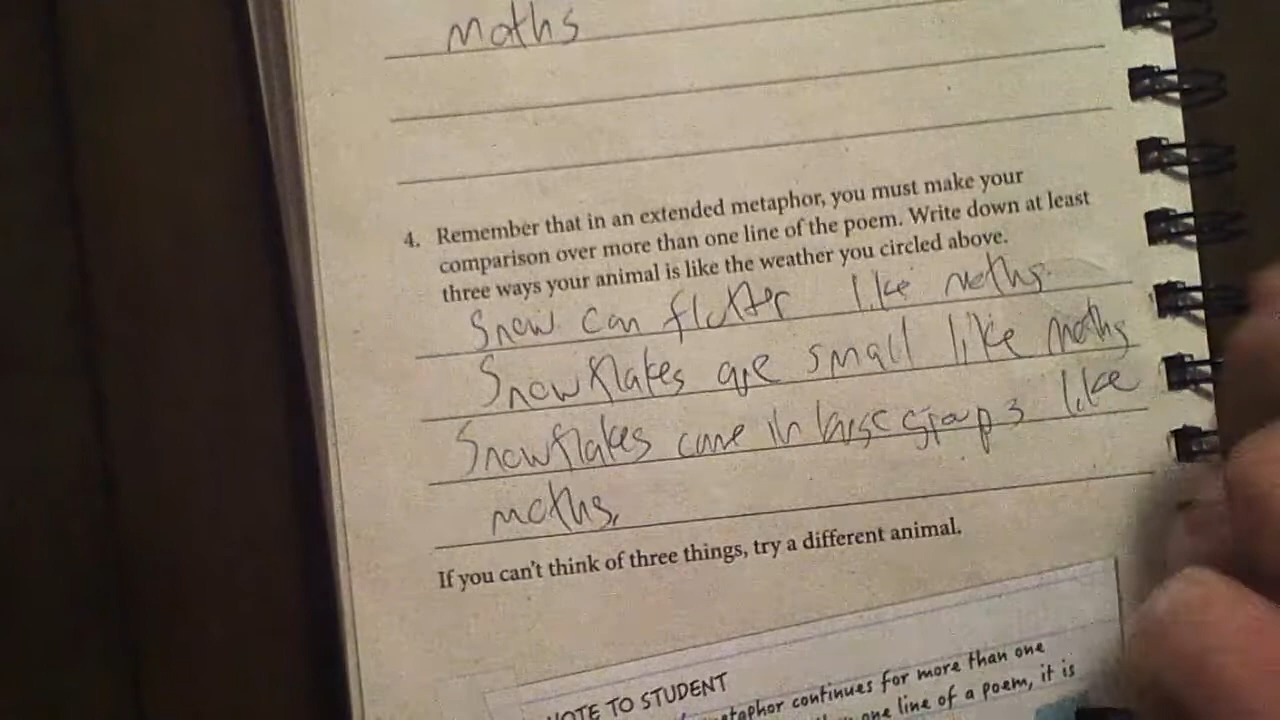 moths
4. Remember that in an extended metaphor, you must make your
comparison over more than one line of the poem. Write down at least
three ways your animal is like the weather you circled above.
Snow can flutter like moths.
Snowflakes are small like moths
Snowflakes come in large groups like
moths.
If you can't think of three things, try a different animal.
NOTE TO STUDENT
metaphor continues for more than one
one line of a poem, it is